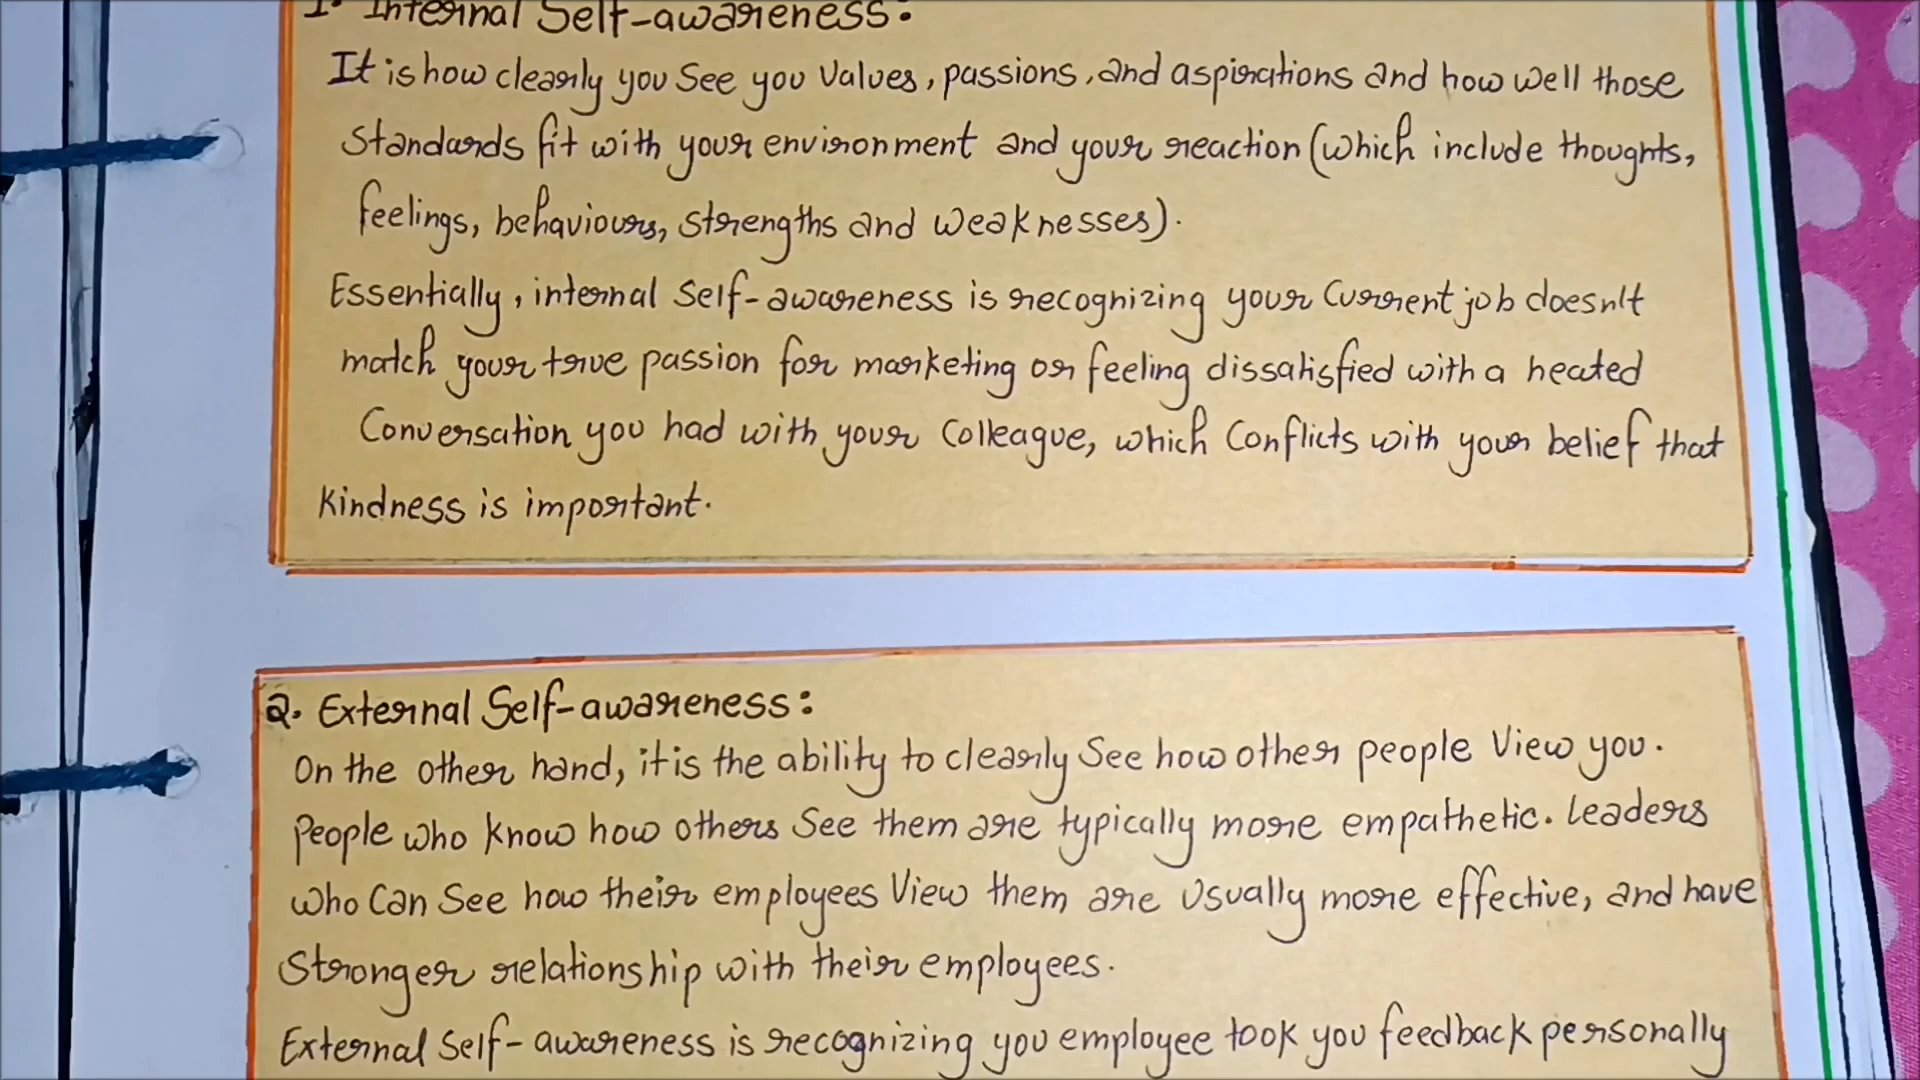 1. Internal Self-awareness:
It is how clearly you See you Values, passions, and aspirations and how well those
Standards fit with your environment and your reaction (which include thoughts,
feelings, behaviours, strengths and weaknesses).
Essentially, internal Self-awareness is recognizing your Current job doesn't
match your true passion for marketing or feeling dissatisfied with a heated
Conversation you had with your Colleague, which Conflicts with your belief that
Kindness is important.
2. External Self-awareness:
On the other hand, it is the ability to clearly See how other people View you.
People who know how others See them are typically more empathetic. Leaders
who Can See how their employees View them are Usually more effective, and have
Stronger relationship with their employees.
External Self-awareness is recognizing you employee took you feedback personally